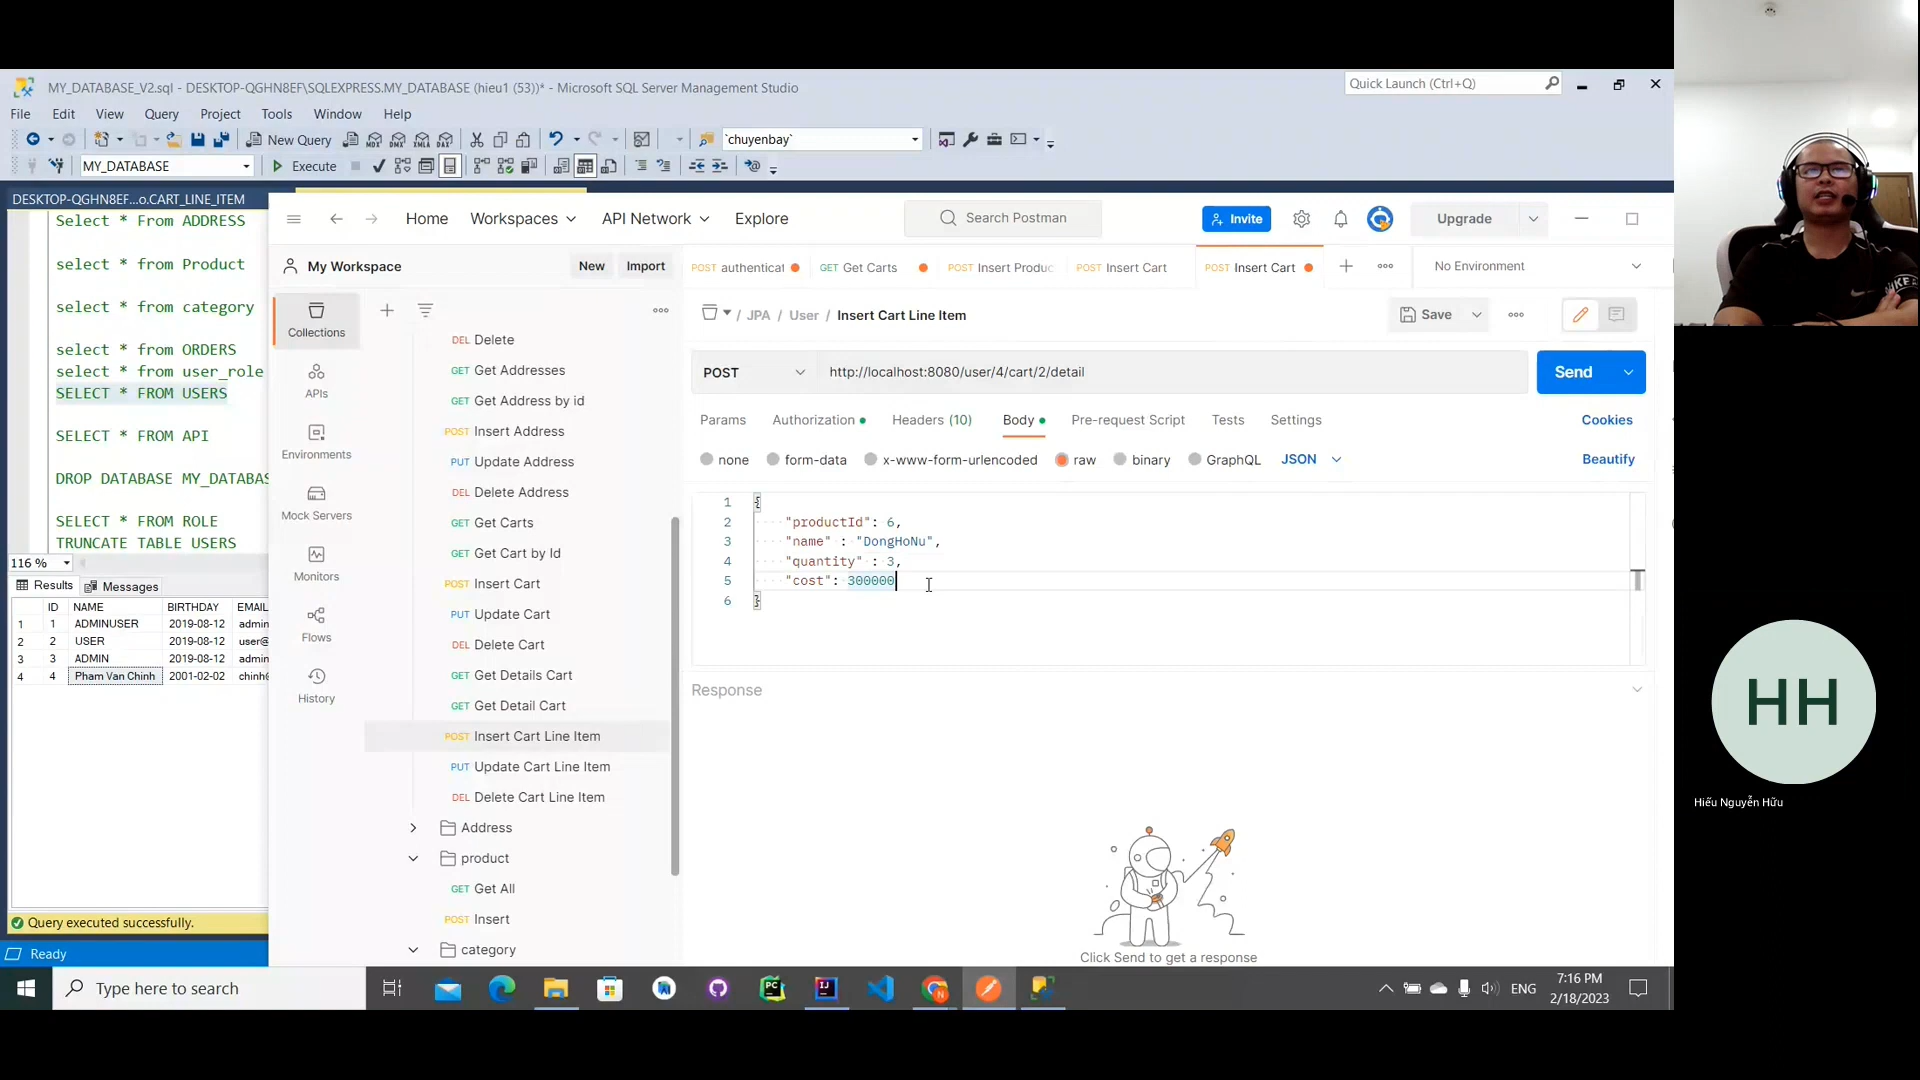 MY_DATABASE_V2.sql - DESKTOP-QGHN8EF\SQLEXPRESS.MY_DATABASE (hieu1 (53))* - Microsoft SQL Server Management Studio
Quick Launch (Ctrl+Q)
File Edit View Query Project Tools Window Help
New Query
`chuyenbay`
MY_DATABASE
Execute
DESKTOP-QGHN8EF...o.CART_LINE_ITEM
Select * From ADDRESS
select * from Product
select * from category
select * from ORDERS
select * from user_role
SELECT * FROM USERS
SELECT * FROM API
DROP DATABASE MY_DATABAS
SELECT * FROM ROLE
TRUNCATE TABLE USERS
116 %
Results Messages
ID NAME BIRTHDAY EMAIL
1 1 ADMINUSER 2019-08-12 admin
2 2 USER 2019-08-12 user@
3 3 ADMIN 2019-08-12 admin
4 4 Pham Van Chinh 2001-02-02 chinh@
Query executed successfully.
Ready
Home Workspaces API Network Explore
Search Postman
Invite
Upgrade
My Workspace
New Import
POST authenticat
GET Get Carts
POST Insert Produc
POST Insert Cart
POST Insert Cart
No Environment
Collections
APIs
Environments
Mock Servers
Monitors
Flows
History
DEL Delete
GET Get Addresses
GET Get Address by id
POST Insert Address
PUT Update Address
DEL Delete Address
GET Get Carts
GET Get Cart by Id
POST Insert Cart
PUT Update Cart
DEL Delete Cart
GET Get Details Cart
GET Get Detail Cart
POST Insert Cart Line Item
PUT Update Cart Line Item
DEL Delete Cart Line Item
Address
product
GET Get All
POST Insert
category
/ JPA / User / Insert Cart Line Item
Save
POST
http://localhost:8080/user/4/cart/2/detail
Send
Params Authorization Headers (10) Body Pre-request Script Tests Settings
Cookies
none form-data x-www-form-urlencoded raw binary GraphQL JSON
Beautify
1 {
2 "productId": 6,
3 "name" : "DongHoNu",
4 "quantity" : 3,
5 "cost": 300000
6 }
Response
Click Send to get a response
Type here to search
ENG
7:16 PM
2/18/2023
HH
Hiếu Nguyễn Hữu